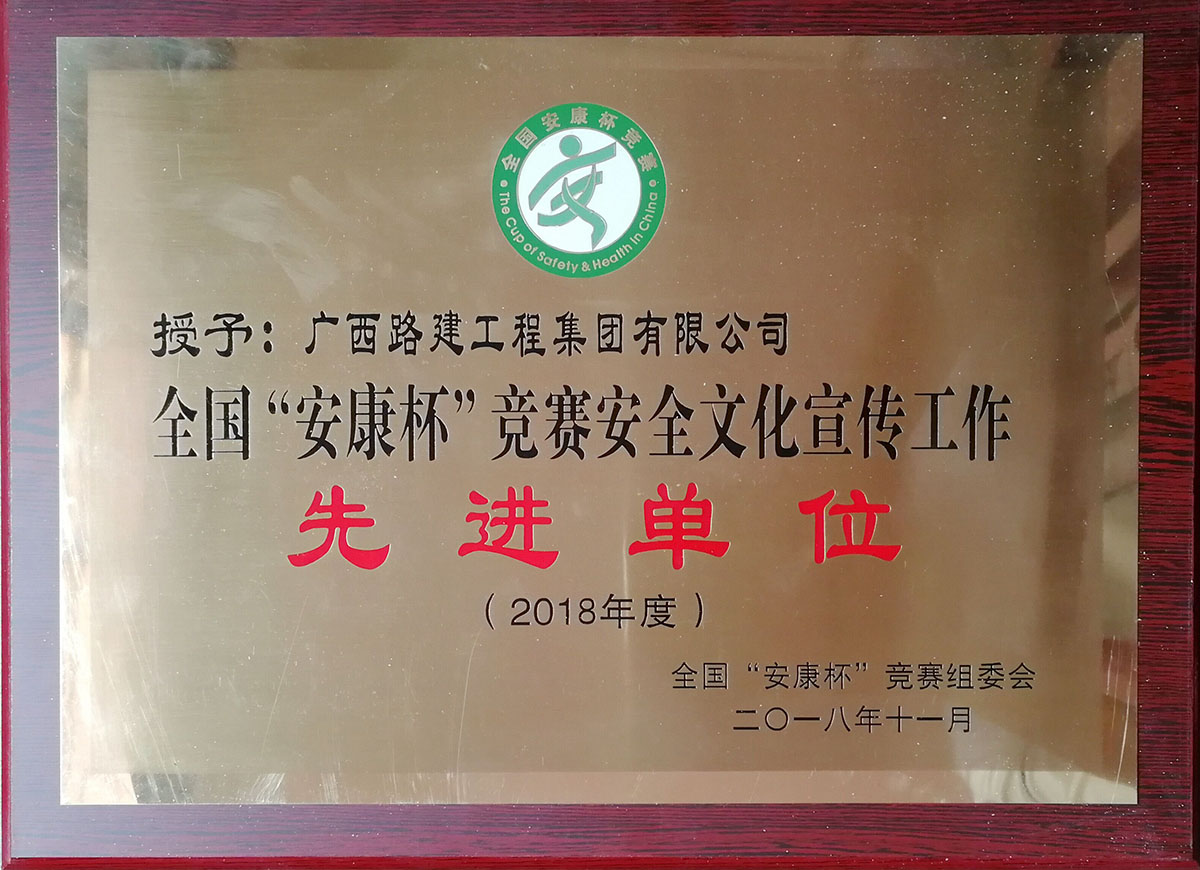 全国安康杯竞赛
The Cup of Safety & Health in China
授予：广西路建工程集团有限公司
全国“安康杯”竞赛安全文化宣传工作
先进单位
（2018年度）
全国“安康杯”竞赛组委会
二〇一八年十一月